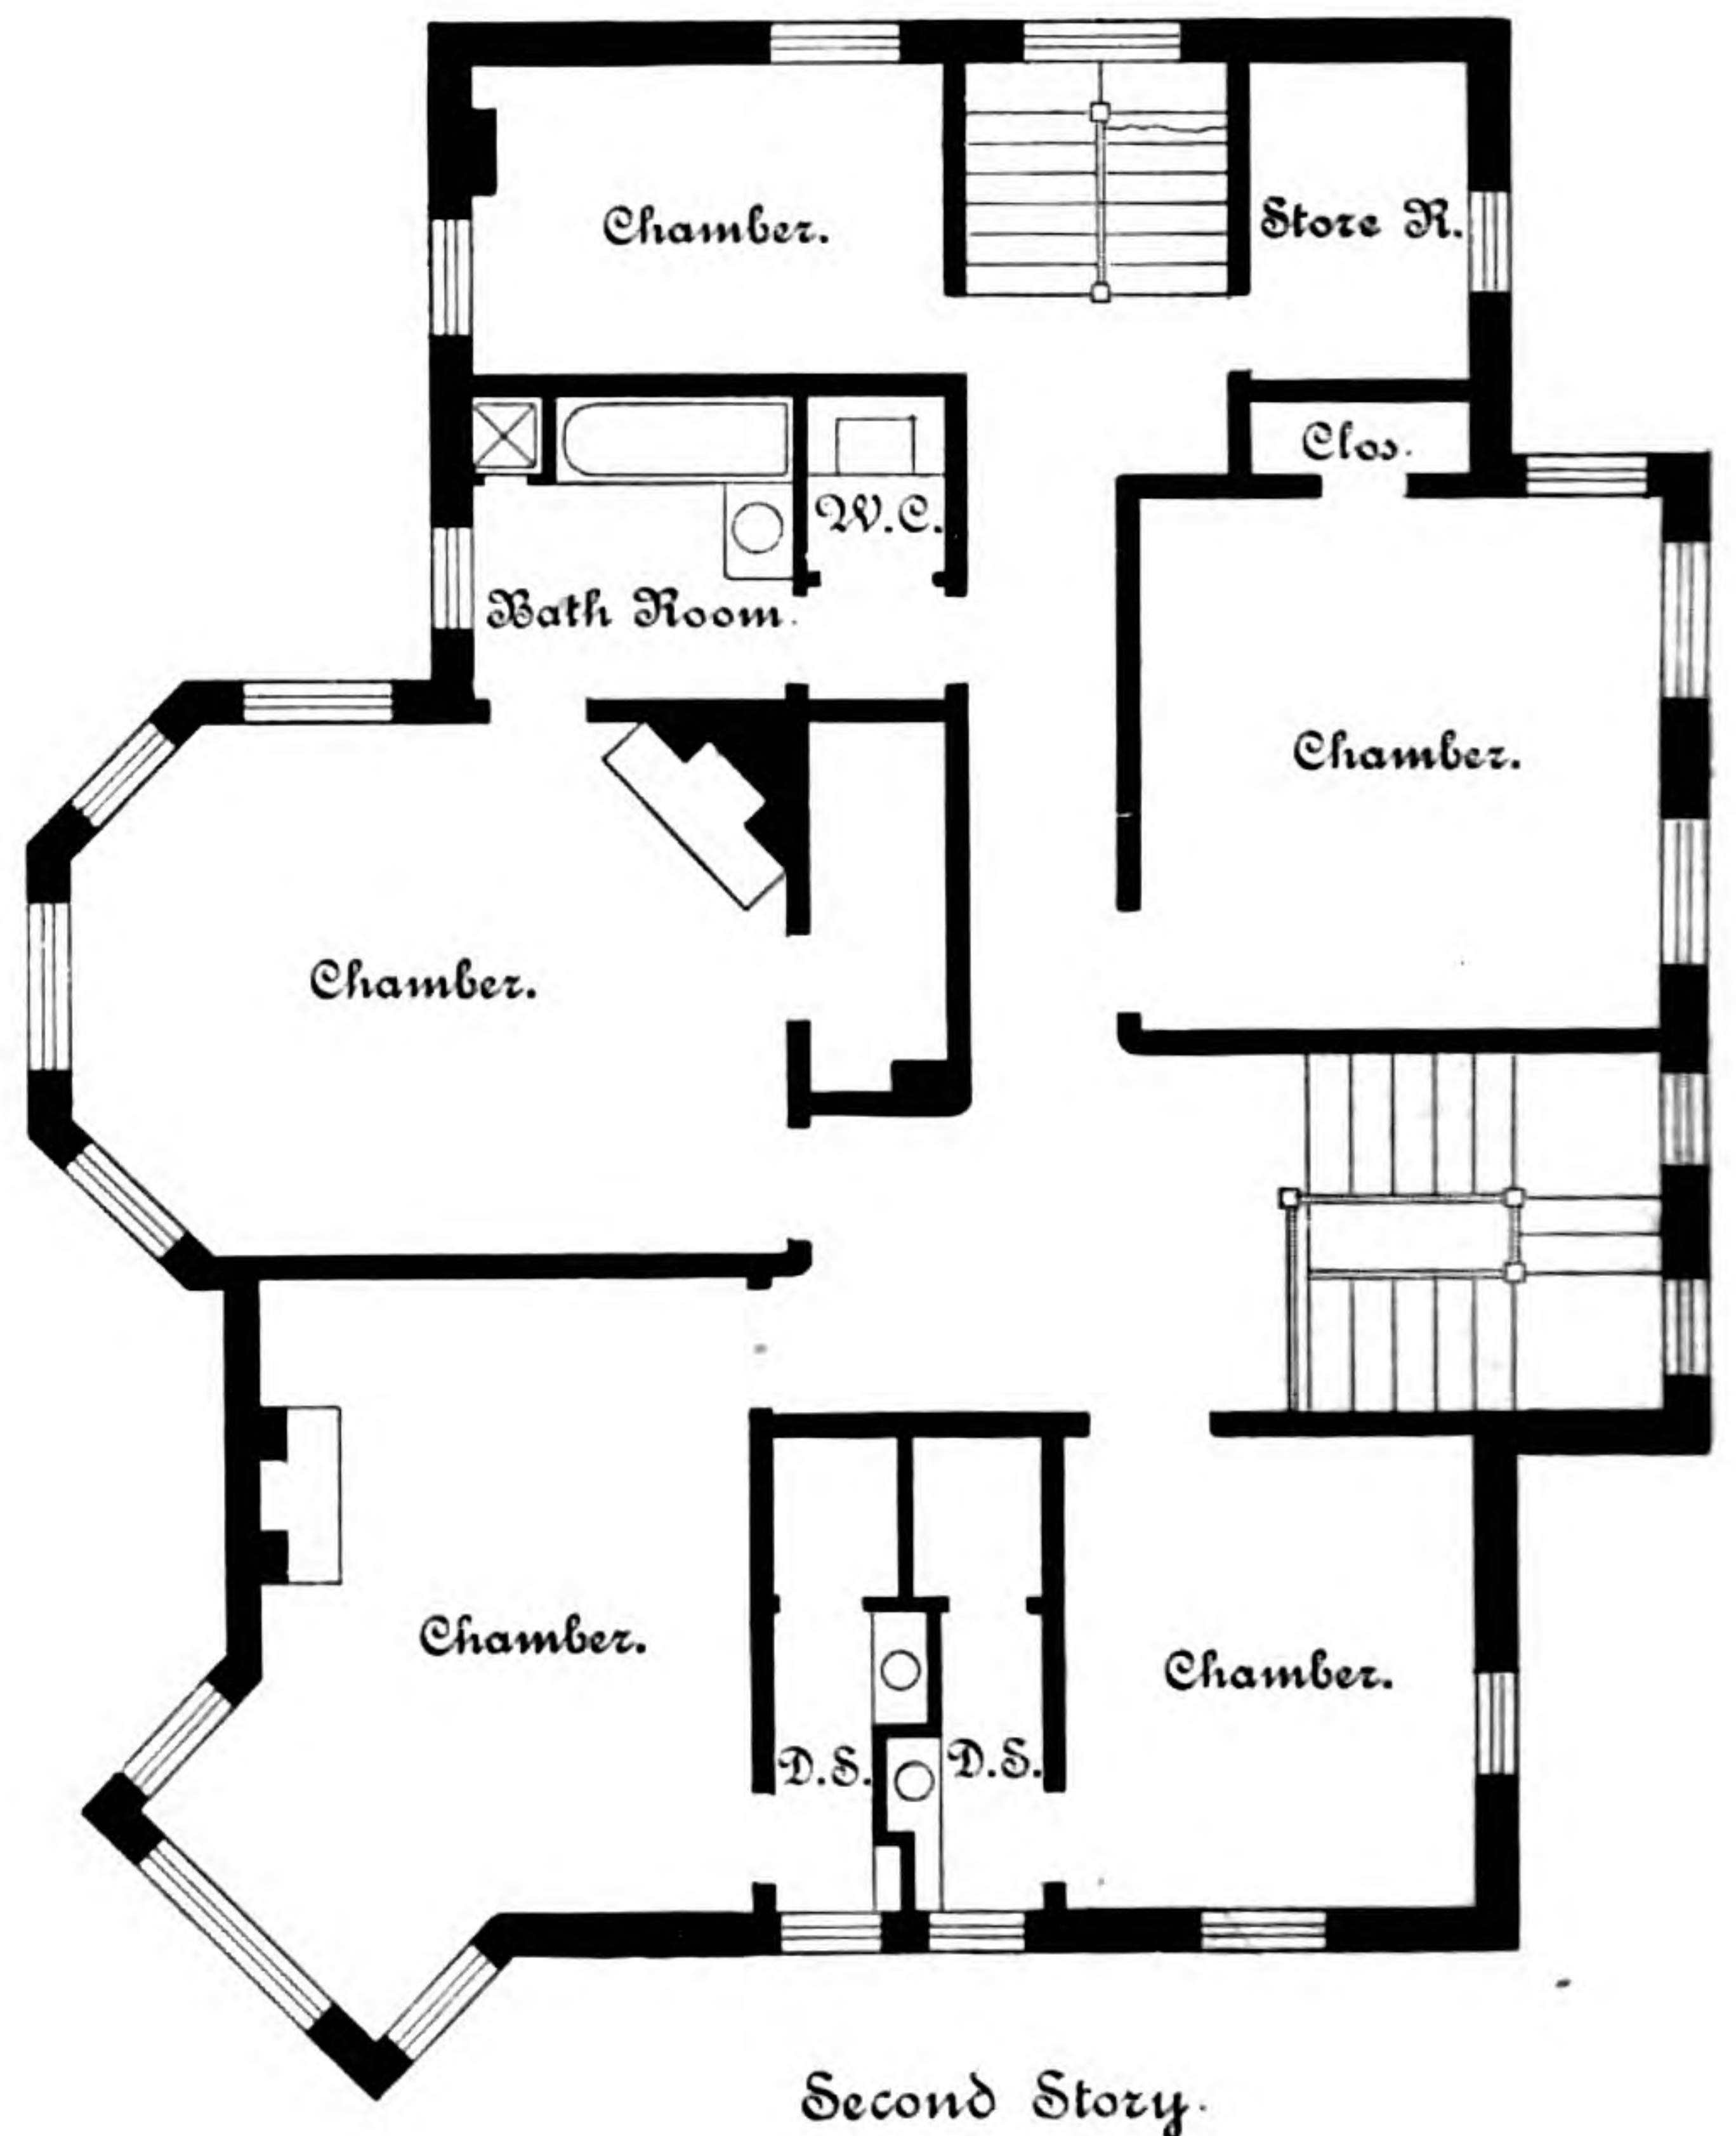 Chamber.
Store R.
Clos.
W.C.
Bath Room.
Chamber.
Chamber.
Chamber.
Chamber.
D.S.
D.S.
Second Story.